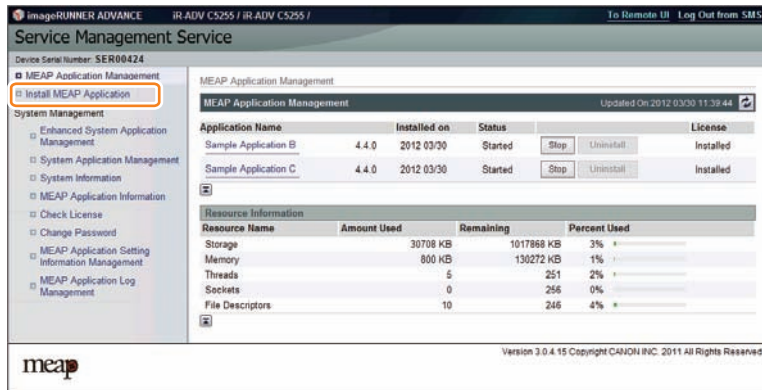 imageRUNNER ADVANCE iR-ADV C5255 / iR-ADV C5255 / To Remote UI Log Out from SMS
Service Management Service
Device Serial Number: SER00424
MEAP Application Management
Install MEAP Application
System Management
Enhanced System Application
Management
System Application Management
System Information
MEAP Application Information
Check License
Change Password
MEAP Application Setting
Information Management
MEAP Application Log
Management
MEAP Application Management
MEAP Application Management Updated On:2012 03/30 11:39:44
Application Name Installed on Status License
Sample Application B 4.4.0 2012 03/30 Started Stop Uninstall Installed
Sample Application C 4.4.0 2012 03/30 Started Stop Uninstall Installed
Resource Information
Resource Name Amount Used Remaining Percent Used
Storage 30708 KB 1017868 KB 3%
Memory 800 KB 130272 KB 1%
Threads 5 251 2%
Sockets 0 256 0%
File Descriptors 10 246 4%
Version 3.0.4.15 Copyright CANON INC. 2011 All Rights Reserved
meap